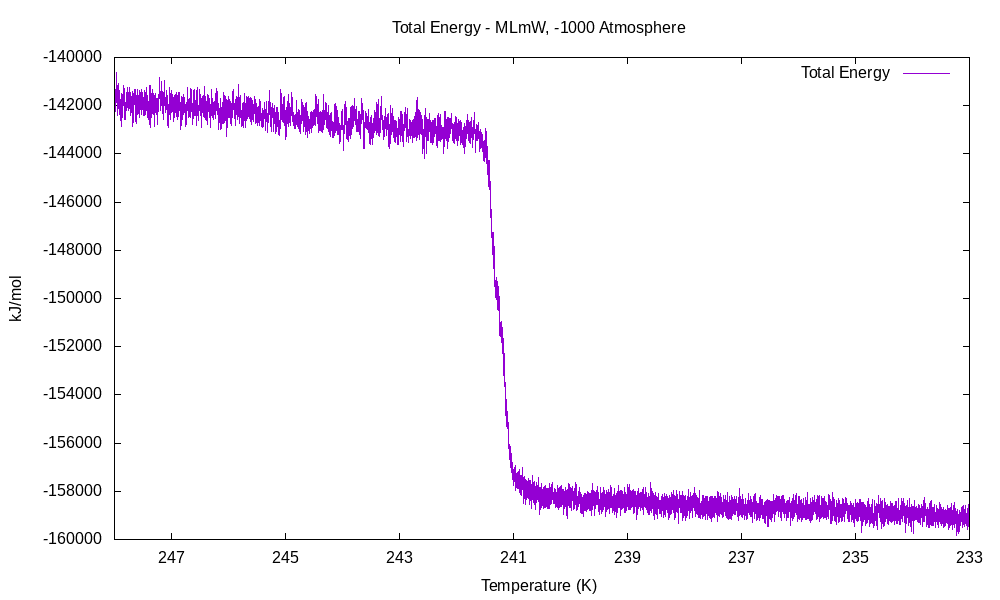 Total Energy - MLmW, -1000 Atmosphere
Total Energy
-140000
-142000
-144000
-146000
-148000
-150000
-152000
-154000
-156000
-158000
-160000
kJ/mol
247 245 243 241 239 237 235 233
Temperature (K)